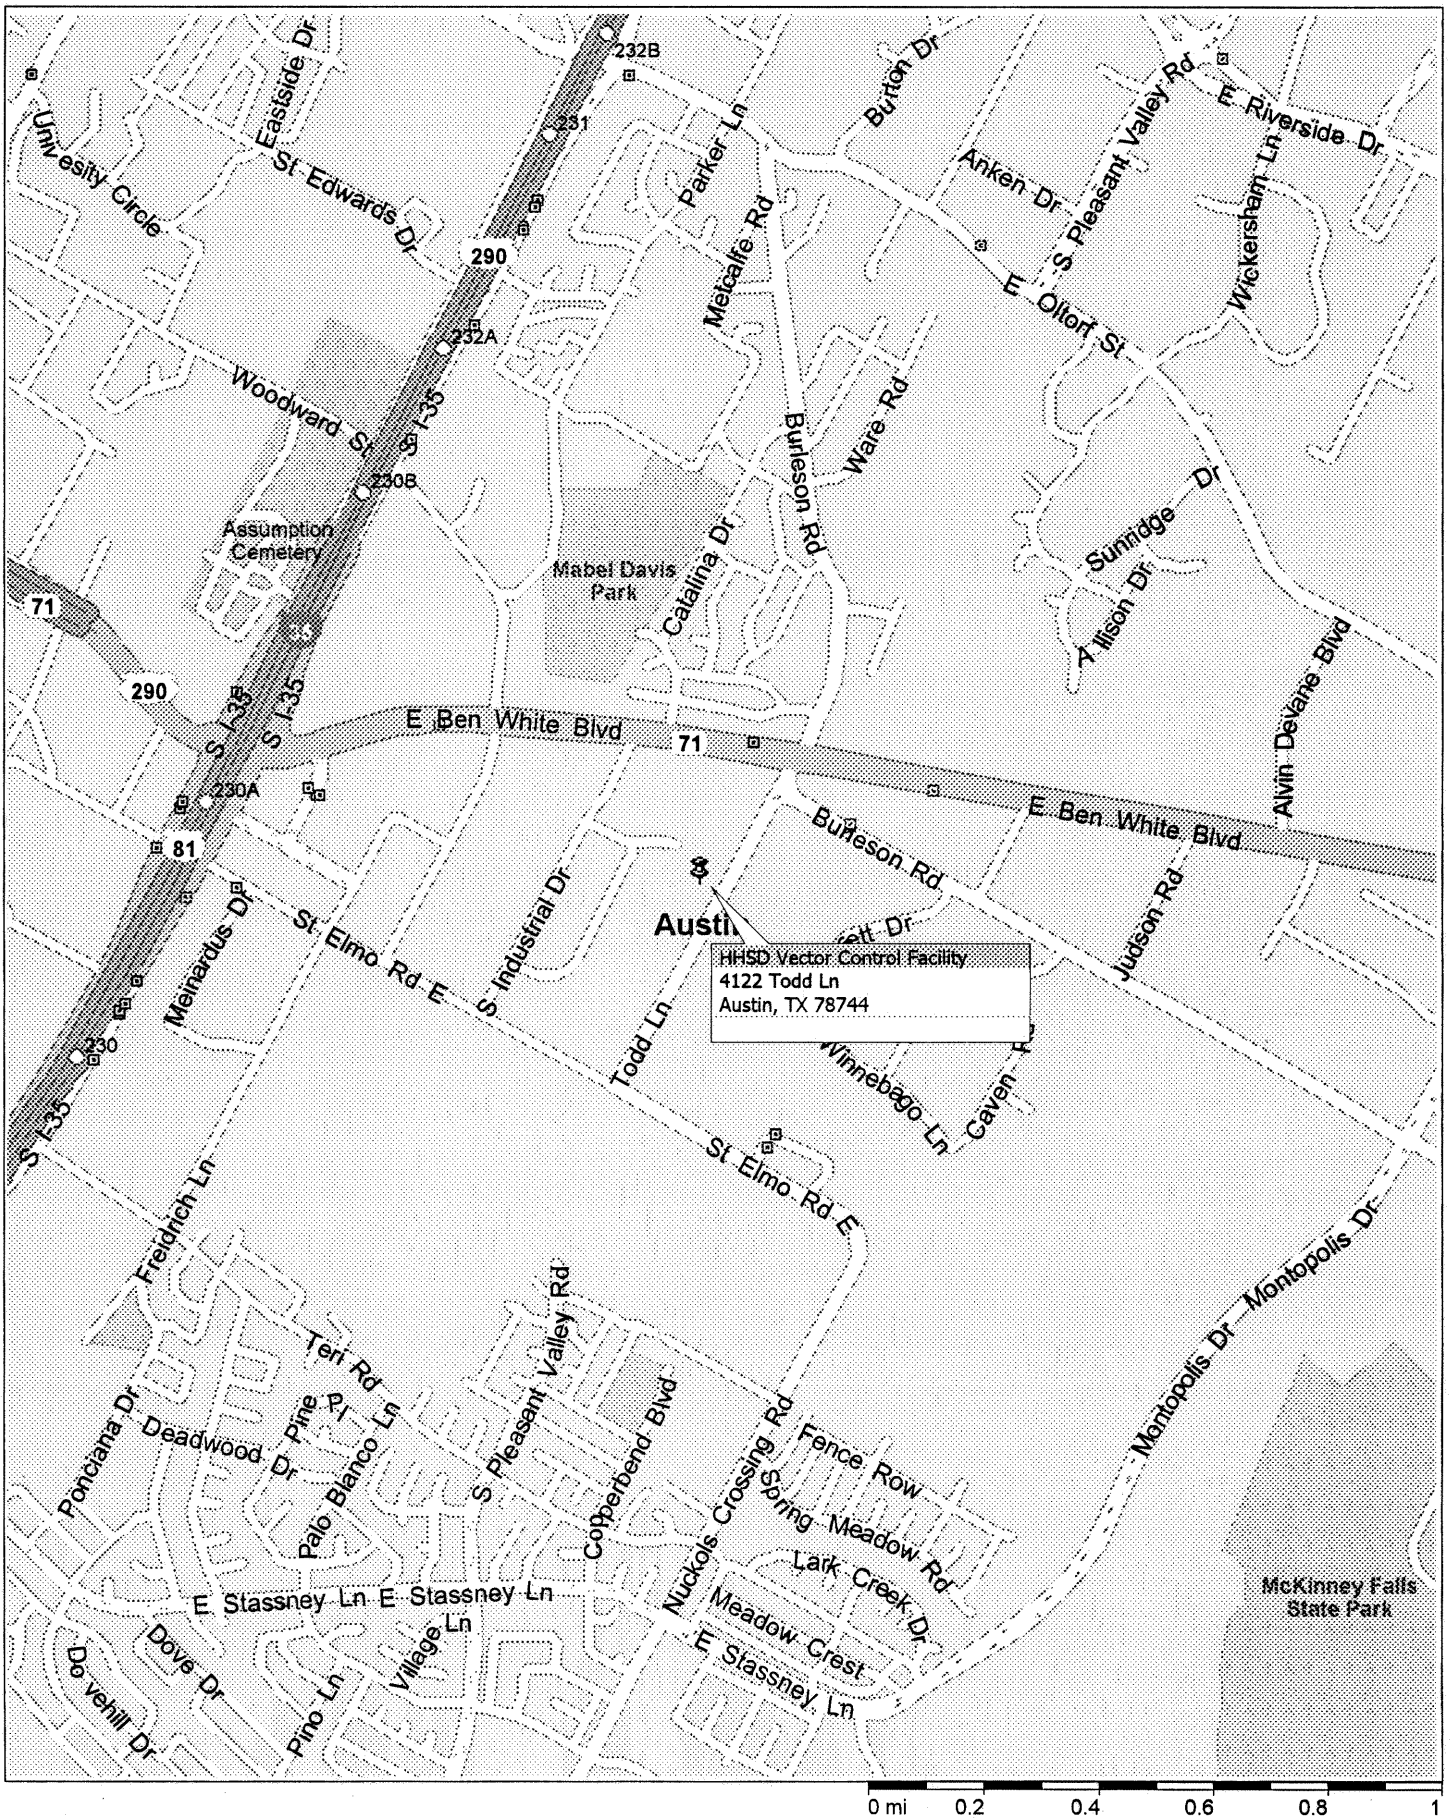 232B
Eastside Dr
Burton Dr
S Pleasant Valley Rd
E Riverside Dr
231
Univesity Circle
St Edwards Dr
Parker Ln
Anken Dr
Wickersham Ln
Metcalfe Rd
290
E Oltorf St
232A
Woodward St
S I-35
Burleson Rd
Ware Rd
230B
Sunridge Dr
Assumption
Cemetery
Mabel Davis
Park
Catalina Dr
Allison Dr
71
35
290
S I-35
S I-35
E Ben White Blvd
71
Alvin Devane Blvd
230A
E Ben White Blvd
81
Burleson Rd
Meinardus Dr
St Elmo Rd E
S Industrial Dr
Judson Rd
Austi
ett Dr
HHSD Vector Control Facility
4122 Todd Ln
Austin, TX 78744
Todd Ln
230
Winnebago Ln
Caven R
S I-35
St Elmo Rd E
Freidrich Ln
Montopolis Dr
Montopolis Dr
Teri Rd
S Pleasant Valley Rd
Pine Pl
Ponciana Dr
Deadwood Dr
Palo Blanco Ln
Copperbend Blvd
Nuckols Crossing Rd
Fence Row
Spring Meadow Rd
Lark Creek Dr
E Stassney Ln
E Stassney Ln
Meadow Crest
McKinney Falls
State Park
Village Ln
E Stassney Ln
Dove Dr
Dovehill Dr
Pino Ln
0 mi 0.2 0.4 0.6 0.8 1